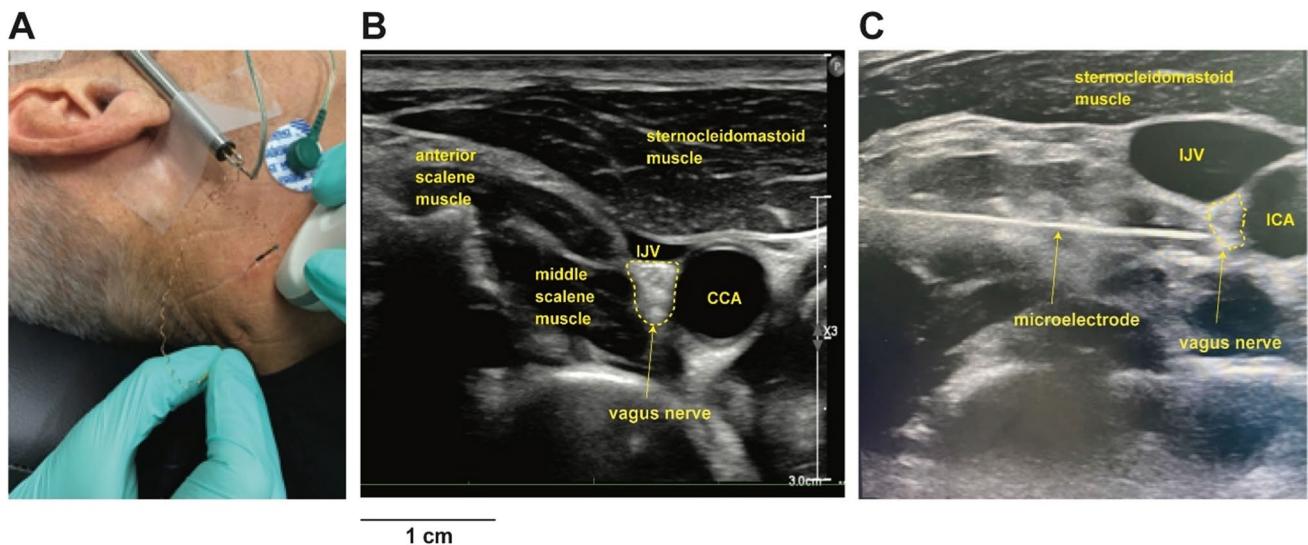 A
B
C
anterior
scalene
muscle
sternocleidomastoid
muscle
IJV
middle
scalene
muscle
CCA
X3
vagus nerve
3.0cm
P
1 cm
sternocleidomastoid
muscle
IJV
ICA
microelectrode
vagus nerve